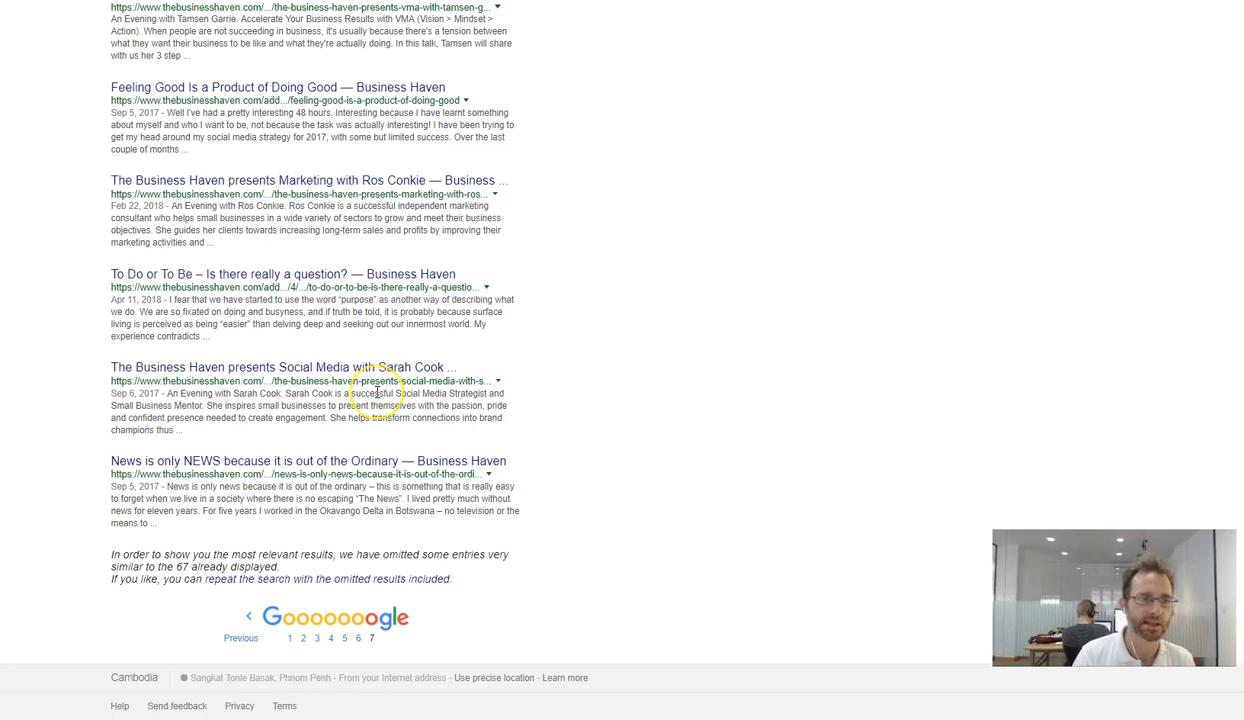 https://www.thebusinesshaven.com/.../the-business-haven-presents-vma-with-tamsen-g...
An Evening with Tamsen Garrie. Accelerate Your Business Results with VMA (Vision > Mindset >
Action). When people are not succeeding in business, it's usually because there's a tension between
what they want their business to be like and what they're actually doing. In this talk, Tamsen will share
with us her 3 step ...
Feeling Good Is a Product of Doing Good — Business Haven
https://www.thebusinesshaven.com/add.../feeling-good-is-a-product-of-doing-good
Sep 5, 2017 - Well I've had a pretty interesting 48 hours. Interesting because I have learnt something
about myself and who I want to be, not because the task was actually interesting! I have been trying to
get my head around my social media strategy for 2017, with some but limited success. Over the last
couple of months ...
The Business Haven presents Marketing with Ros Conkie — Business ...
https://www.thebusinesshaven.com/.../the-business-haven-presents-marketing-with-ros...
Feb 22, 2018 - An Evening with Ros Conkie. Ros Conkie is a successful independent marketing
consultant who helps small businesses in a wide variety of sectors to grow and meet their business
objectives. She guides her clients towards increasing long-term sales and profits by improving their
marketing activities and ...
To Do or To Be – Is there really a question? — Business Haven
https://www.thebusinesshaven.com/add.../4/.../to-do-or-to-be-is-there-really-a-questio...
Apr 11, 2018 - I fear that we have started to use the word “purpose” as another way of describing what
we do. We are so fixated on doing and busyness, and if truth be told, it is probably because surface
living is perceived as being “easier” than delving deep and seeking out our innermost world. My
experience contradicts ...
The Business Haven presents Social Media with Sarah Cook ...
https://www.thebusinesshaven.com/.../the-business-haven-presents-social-media-with-s...
Sep 6, 2017 - An Evening with Sarah Cook. Sarah Cook is a successful Social Media Strategist and
Small Business Mentor. She inspires small businesses to present themselves with the passion, pride
and confident presence needed to create engagement. She helps transform connections into brand
champions thus ...
News is only NEWS because it is out of the Ordinary — Business Haven
https://www.thebusinesshaven.com/.../news-is-only-news-because-it-is-out-of-the-ordi...
Sep 5, 2017 - News is only news because it is out of the ordinary – this is something that is really easy
to forget when we live in a society where there is no escaping “The News”. I lived pretty much without
news for eleven years. For five years I worked in the Okavango Delta in Botswana – no television or the
means to ...
In order to show you the most relevant results, we have omitted some entries very
similar to the 67 already displayed.
If you like, you can repeat the search with the omitted results included.
< Gooooooogle
Previous 1 2 3 4 5 6 7
Cambodia Sangkat Tonle Basak, Phnom Penh - From your Internet address - Use precise location - Learn more
Help Send feedback Privacy Terms